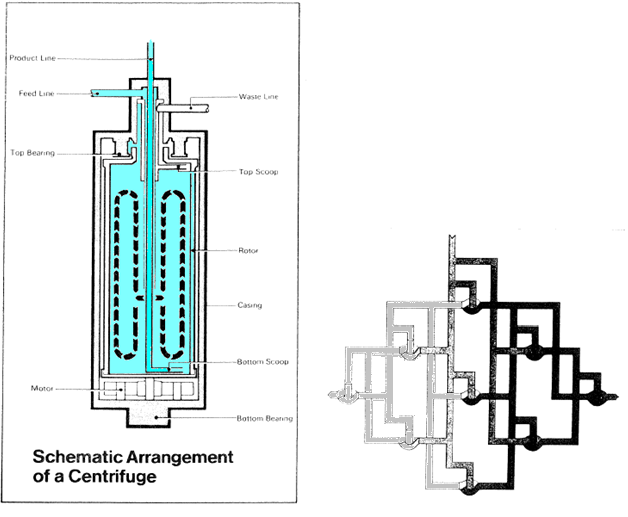 Product Line
Feed Line
Waste Line
Top Bearing
Top Scoop
Rotor
Casing
Bottom Scoop
Motor
Bottom Bearing
Schematic Arrangement
of a Centrifuge